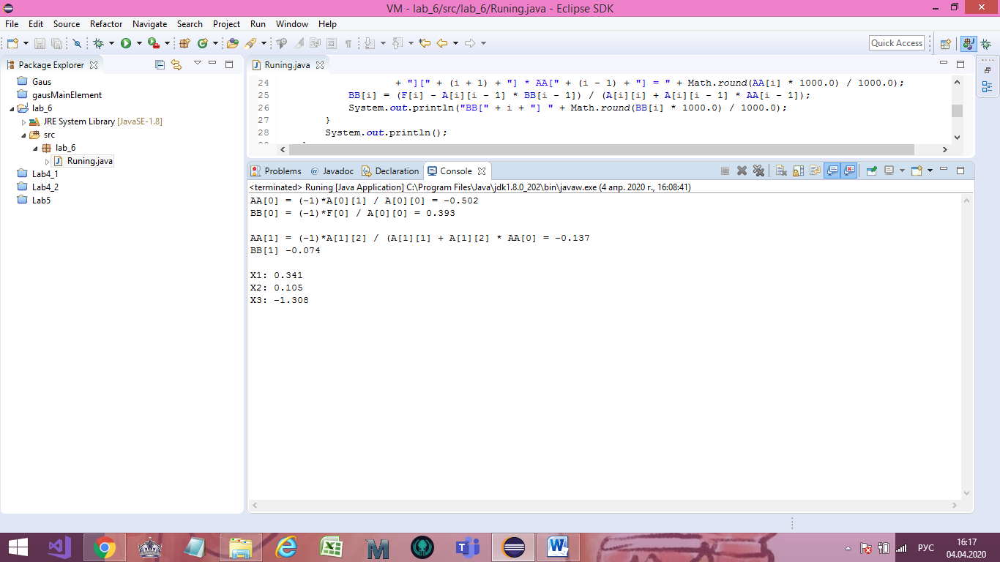 VM - lab_6/src/lab_6/Runing.java - Eclipse SDK
File Edit Source Refactor Navigate Search Project Run Window Help
Quick Access
Package Explorer
Gaus
gausMainElement
lab_6
JRE System Library [JavaSE-1.8]
src
lab_6
Runing.java
Lab4_1
Lab4_2
Lab5
Runing.java
24 + "][" + (i + 1) + "] * AA[" + (i - 1) + "] = " + Math.round(AA[i] * 1000.0) / 1000.0);
25 BB[i] = (F[i] - A[i][i - 1] * BB[i - 1]) / (A[i][i] + A[i][i - 1] * AA[i - 1]);
26 System.out.println("BB[" + i + "] " + Math.round(BB[i] * 1000.0) / 1000.0);
27 }
28 System.out.println();
Problems @ Javadoc Declaration Console
<terminated> Runing [Java Application] C:\Program Files\Java\jdk1.8.0_202\bin\javaw.exe (4 апр. 2020 г., 16:08:41)
AA[0] = (-1)*A[0][1] / A[0][0] = -0.502
BB[0] = (-1)*F[0] / A[0][0] = 0.393
AA[1] = (-1)*A[1][2] / (A[1][1] + A[1][2] * AA[0] = -0.137
BB[1] -0.074
X1: 0.341
X2: 0.105
X3: -1.308
РУС
16:17
04.04.2020